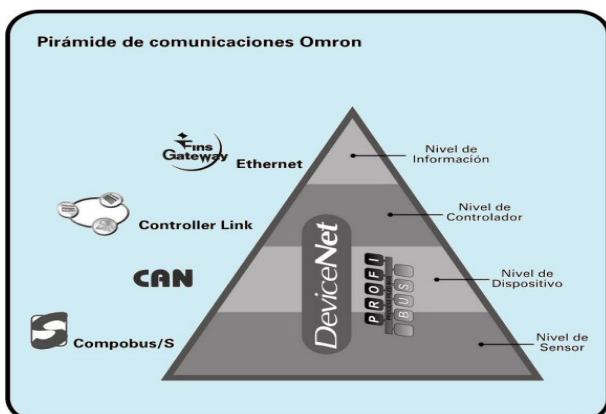 Pirámide de comunicaciones Omron
Fins
Gateway
Ethernet
Nivel de
Información
Controller Link
Nivel de
Controlador
CAN
DeviceNet
PROFI
BUS
Nivel de
Dispositivo
Compobus/S
Nivel de
Sensor